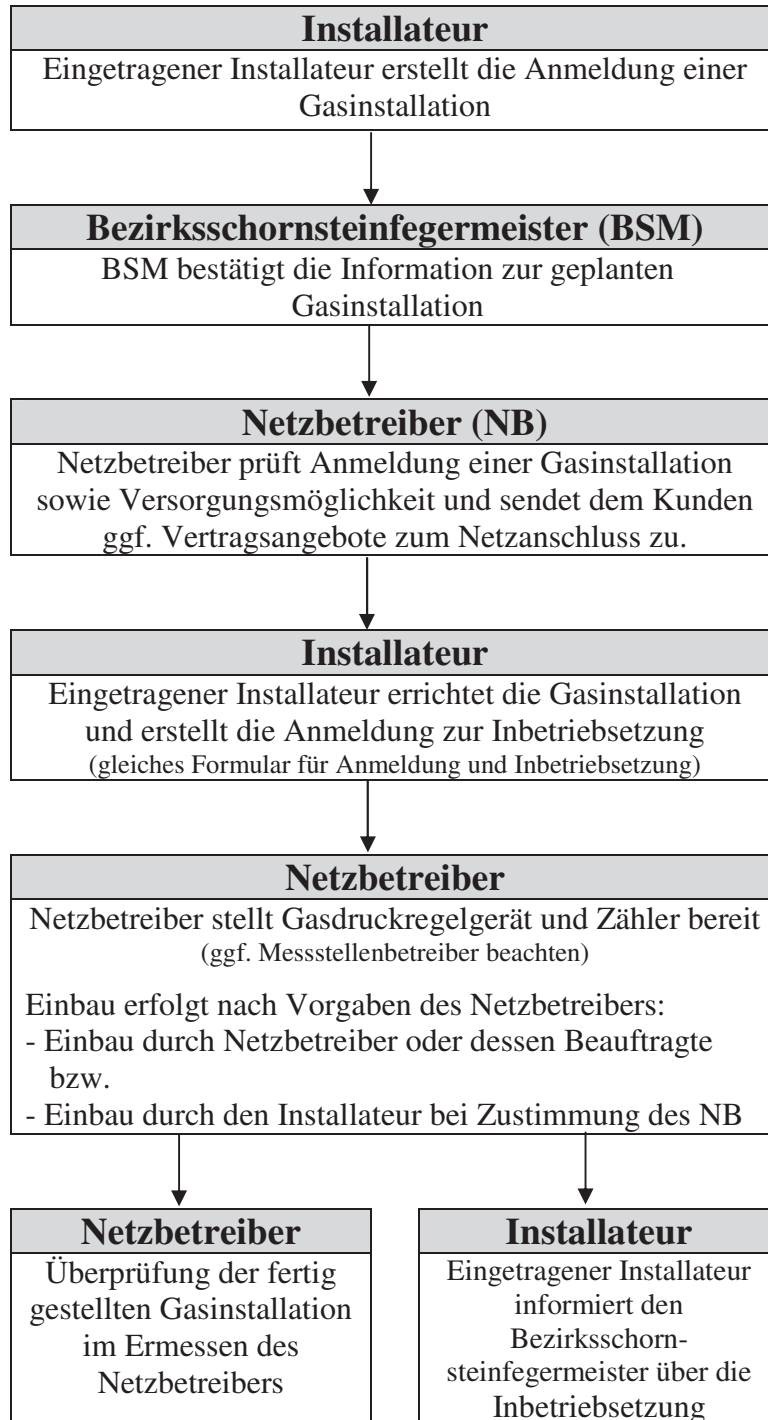 Installateur
Eingetragener Installateur erstellt die Anmeldung einer
Gasinstallation
Bezirksschornsteinfegermeister (BSM)
BSM bestätigt die Information zur geplanten
Gasinstallation
Netzbetreiber (NB)
Netzbetreiber prüft Anmeldung einer Gasinstallation
sowie Versorgungsmöglichkeit und sendet dem Kunden
ggf. Vertragsangebote zum Netzanschluss zu.
Installateur
Eingetragener Installateur errichtet die Gasinstallation
und erstellt die Anmeldung zur Inbetriebsetzung
(gleiches Formular für Anmeldung und Inbetriebsetzung)
Netzbetreiber
Netzbetreiber stellt Gasdruckregelgerät und Zähler bereit
(ggf. Messstellenbetreiber beachten)
Einbau erfolgt nach Vorgaben des Netzbetreibers:
- Einbau durch Netzbetreiber oder dessen Beauftragte
bzw.
- Einbau durch den Installateur bei Zustimmung des NB
Netzbetreiber
Überprüfung der fertig
gestellten Gasinstallation
im Ermessen des
Netzbetreibers
Installateur
Eingetragener Installateur
informiert den
Bezirksschorn-
steinfegermeister über die
Inbetriebsetzung